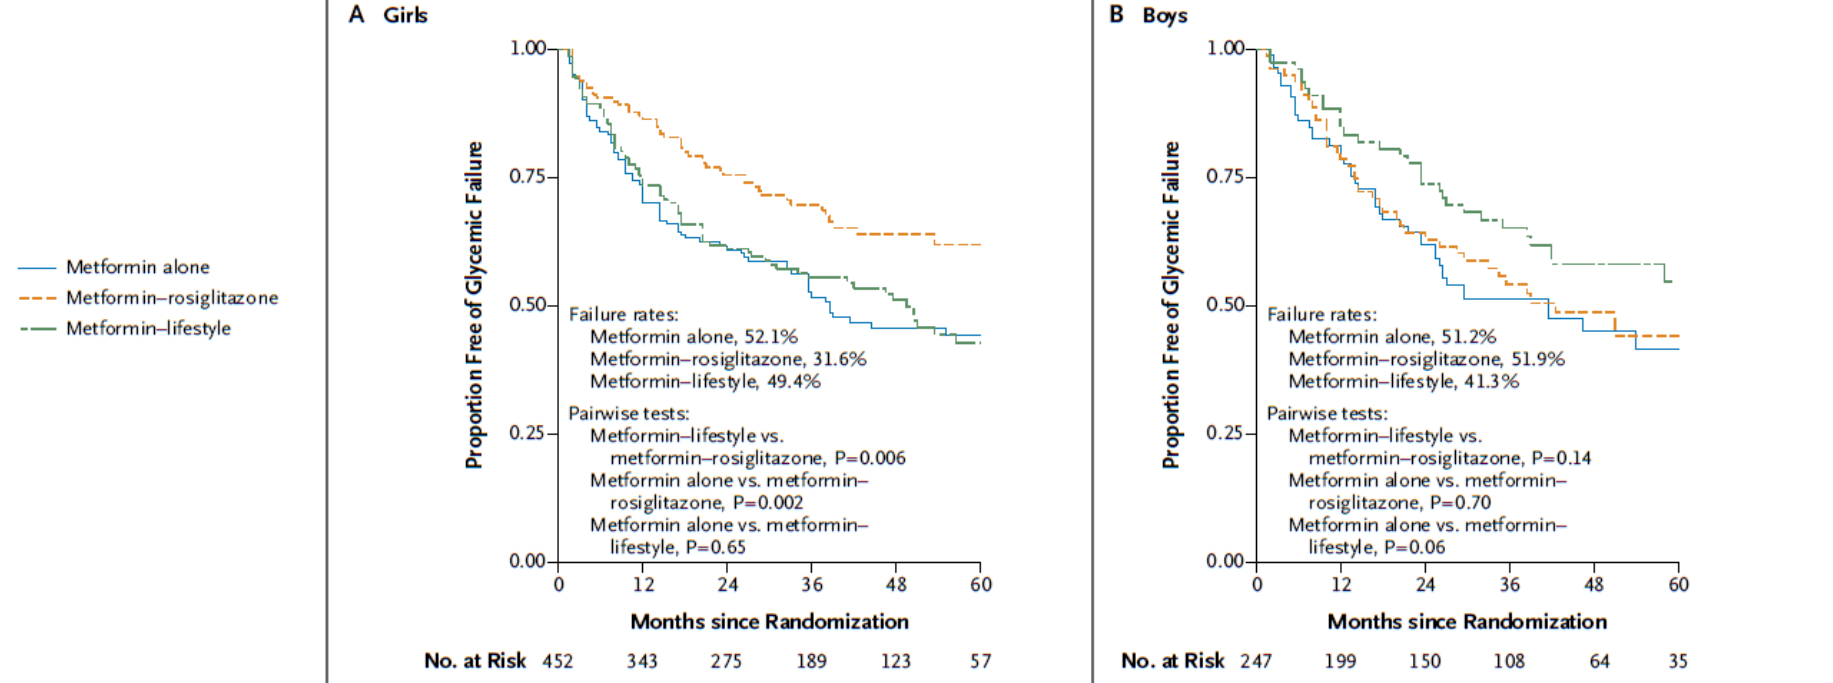 Metformin alone
Metformin–rosiglitazone
Metformin–lifestyle
A Girls
Proportion Free of Glycemic Failure
1.00
0.75
0.50
0.25
0.00
Failure rates:
Metformin alone, 52.1%
Metformin–rosiglitazone, 31.6%
Metformin–lifestyle, 49.4%
Pairwise tests:
Metformin–lifestyle vs.
metformin–rosiglitazone, P=0.006
Metformin alone vs. metformin–
rosiglitazone, P=0.002
Metformin alone vs. metformin–
lifestyle, P=0.65
0 12 24 36 48 60
Months since Randomization
No. at Risk 452 343 275 189 123 57
B Boys
Proportion Free of Glycemic Failure
1.00
0.75
0.50
0.25
0.00
Failure rates:
Metformin alone, 51.2%
Metformin–rosiglitazone, 51.9%
Metformin–lifestyle, 41.3%
Pairwise tests:
Metformin–lifestyle vs.
metformin–rosiglitazone, P=0.14
Metformin alone vs. metformin–
rosiglitazone, P=0.70
Metformin alone vs. metformin–
lifestyle, P=0.06
0 12 24 36 48 60
Months since Randomization
No. at Risk 247 199 150 108 64 35